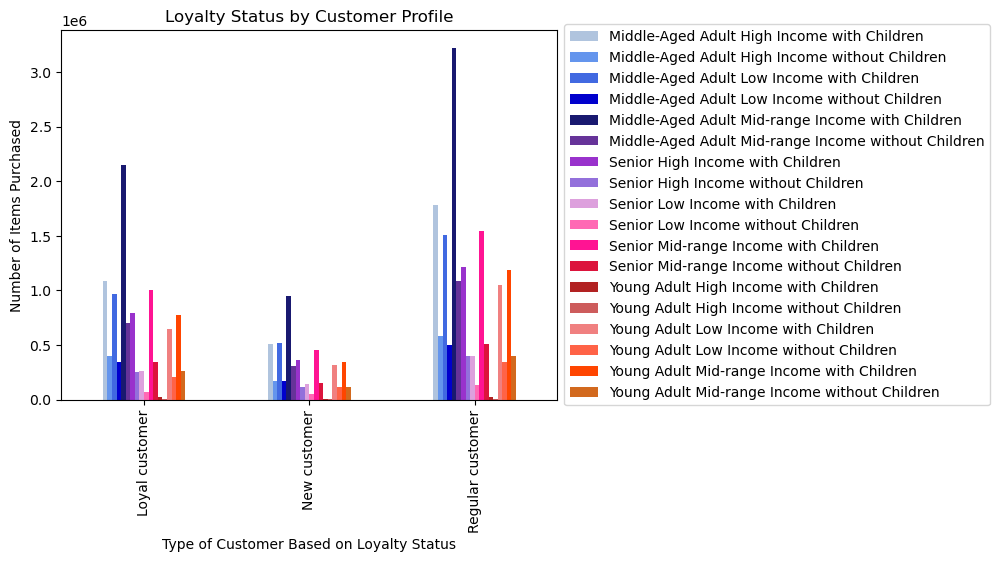 Loyalty Status by Customer Profile
1e6
3.0
2.5
2.0
1.5
1.0
0.5
0.0
Number of Items Purchased
Loyal customer
New customer
Regular customer
Type of Customer Based on Loyalty Status
Middle-Aged Adult High Income with Children
Middle-Aged Adult High Income without Children
Middle-Aged Adult Low Income with Children
Middle-Aged Adult Low Income without Children
Middle-Aged Adult Mid-range Income with Children
Middle-Aged Adult Mid-range Income without Children
Senior High Income with Children
Senior High Income without Children
Senior Low Income with Children
Senior Low Income without Children
Senior Mid-range Income with Children
Senior Mid-range Income without Children
Young Adult High Income with Children
Young Adult High Income without Children
Young Adult Low Income with Children
Young Adult Low Income without Children
Young Adult Mid-range Income with Children
Young Adult Mid-range Income without Children